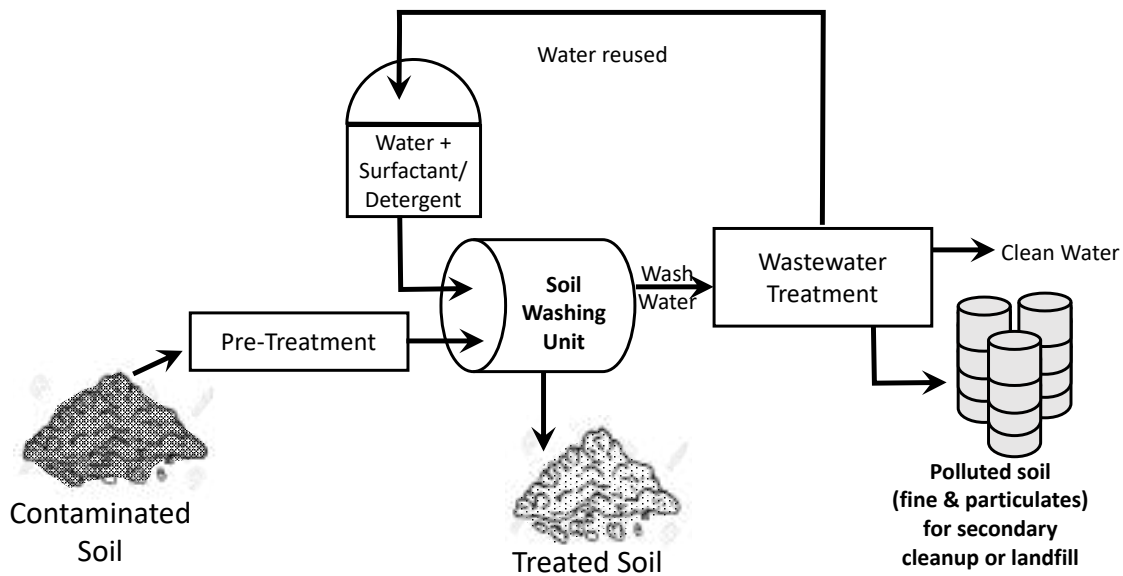 Water reused
Water +
Surfactant/
Detergent
Soil
Washing
Unit
Wash
Water
Wastewater
Treatment
Clean Water
Pre-Treatment
Contaminated
Soil
Treated Soil
Polluted soil
(fine & particulates)
for secondary
cleanup or landfill